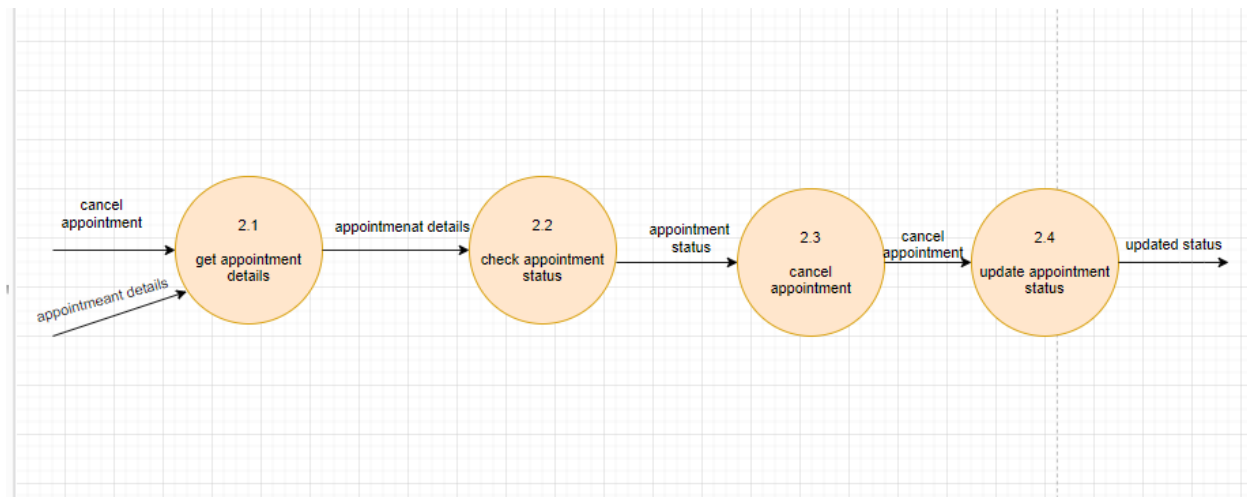 cancel
appointment
appointmeant details
2.1
get appointment
details
appointmenat details
2.2
check appointment
status
appointment
status
2.3
cancel
appointment
cancel
appointment
2.4
update appointment
status
updated status